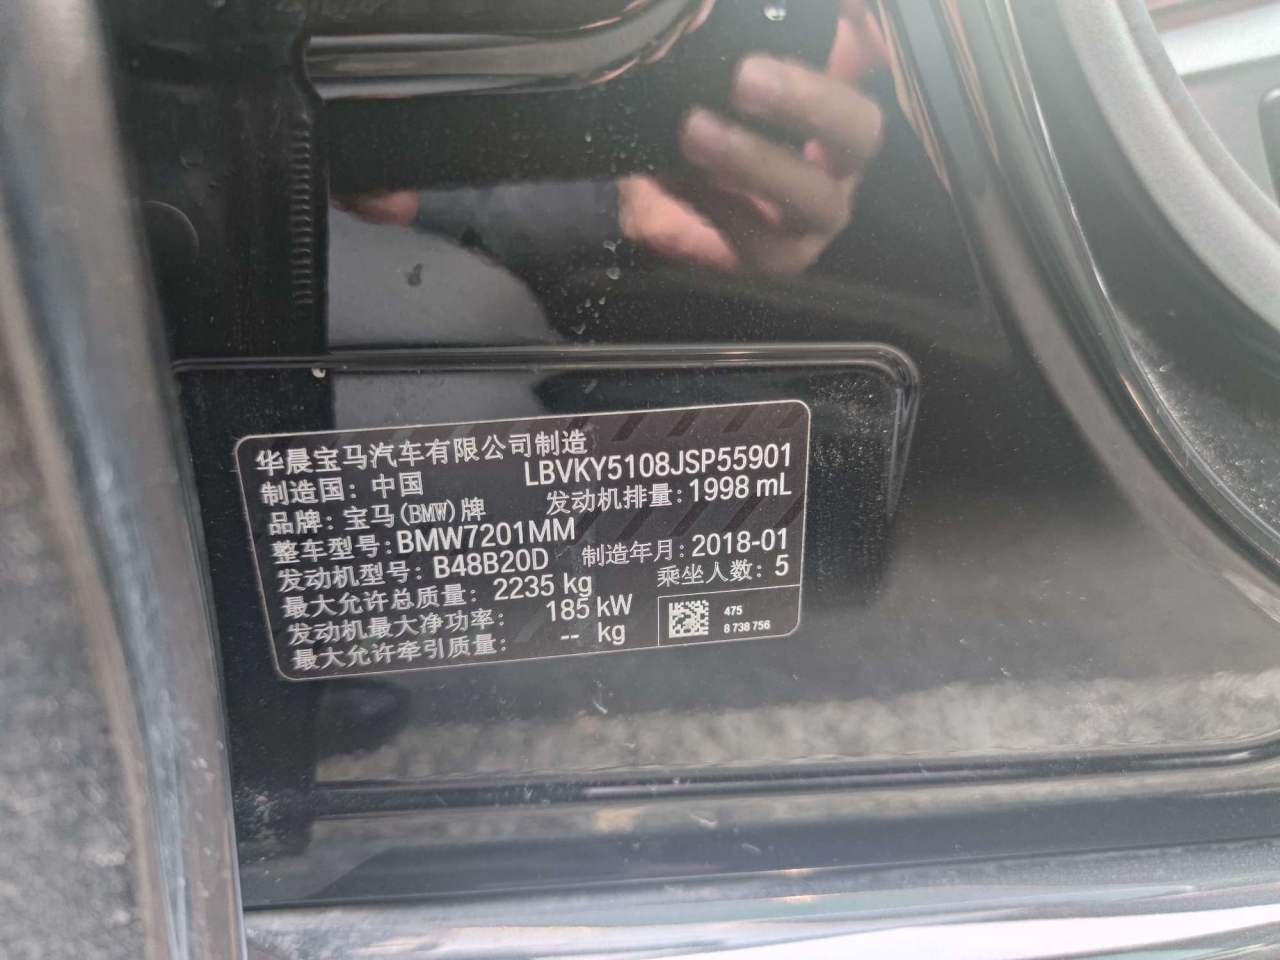 华晨宝马汽车有限公司制造
制造国: 中国 LBVKY5108JSP55901
品牌: 宝马(BMW)牌 发动机排量: 1998 mL
整车型号: BMW7201MM
发动机型号: B48B20D 制造年月: 2018-01
最大允许总质量: 2235 kg 乘坐人数: 5
发动机最大净功率: 185 kW
最大允许牵引质量: -- kg
475
8 738 756